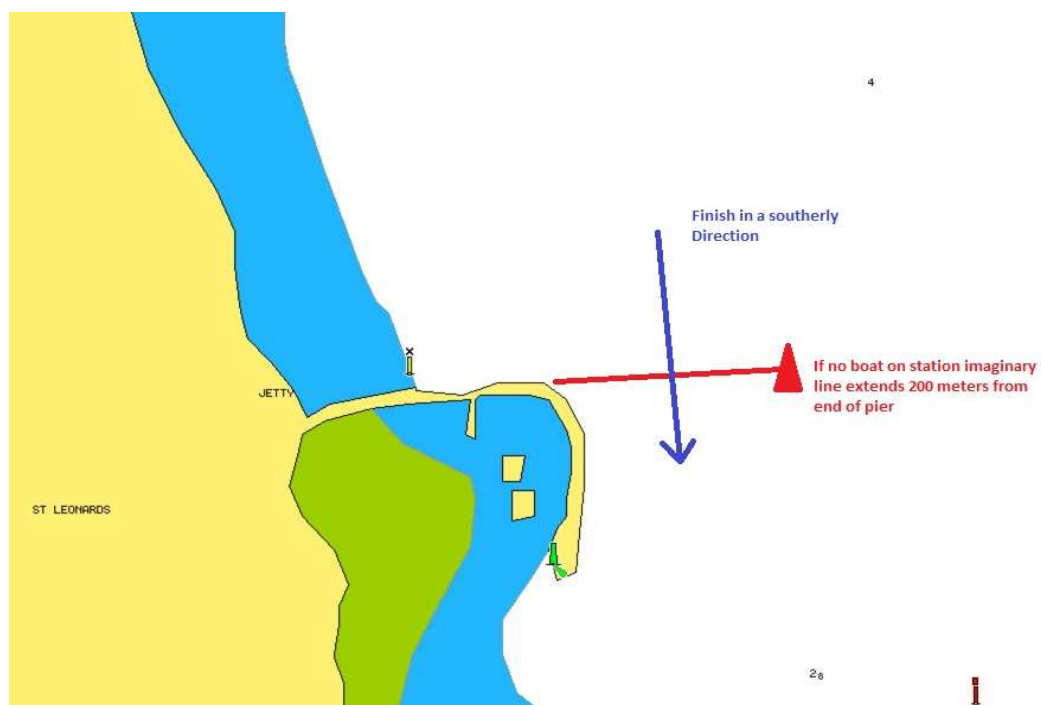 4
Finish in a southerly
Direction
x
If no boat on station imaginary
line extends 200 meters from
end of pier
JETTY
ST LEONARDS
2₈